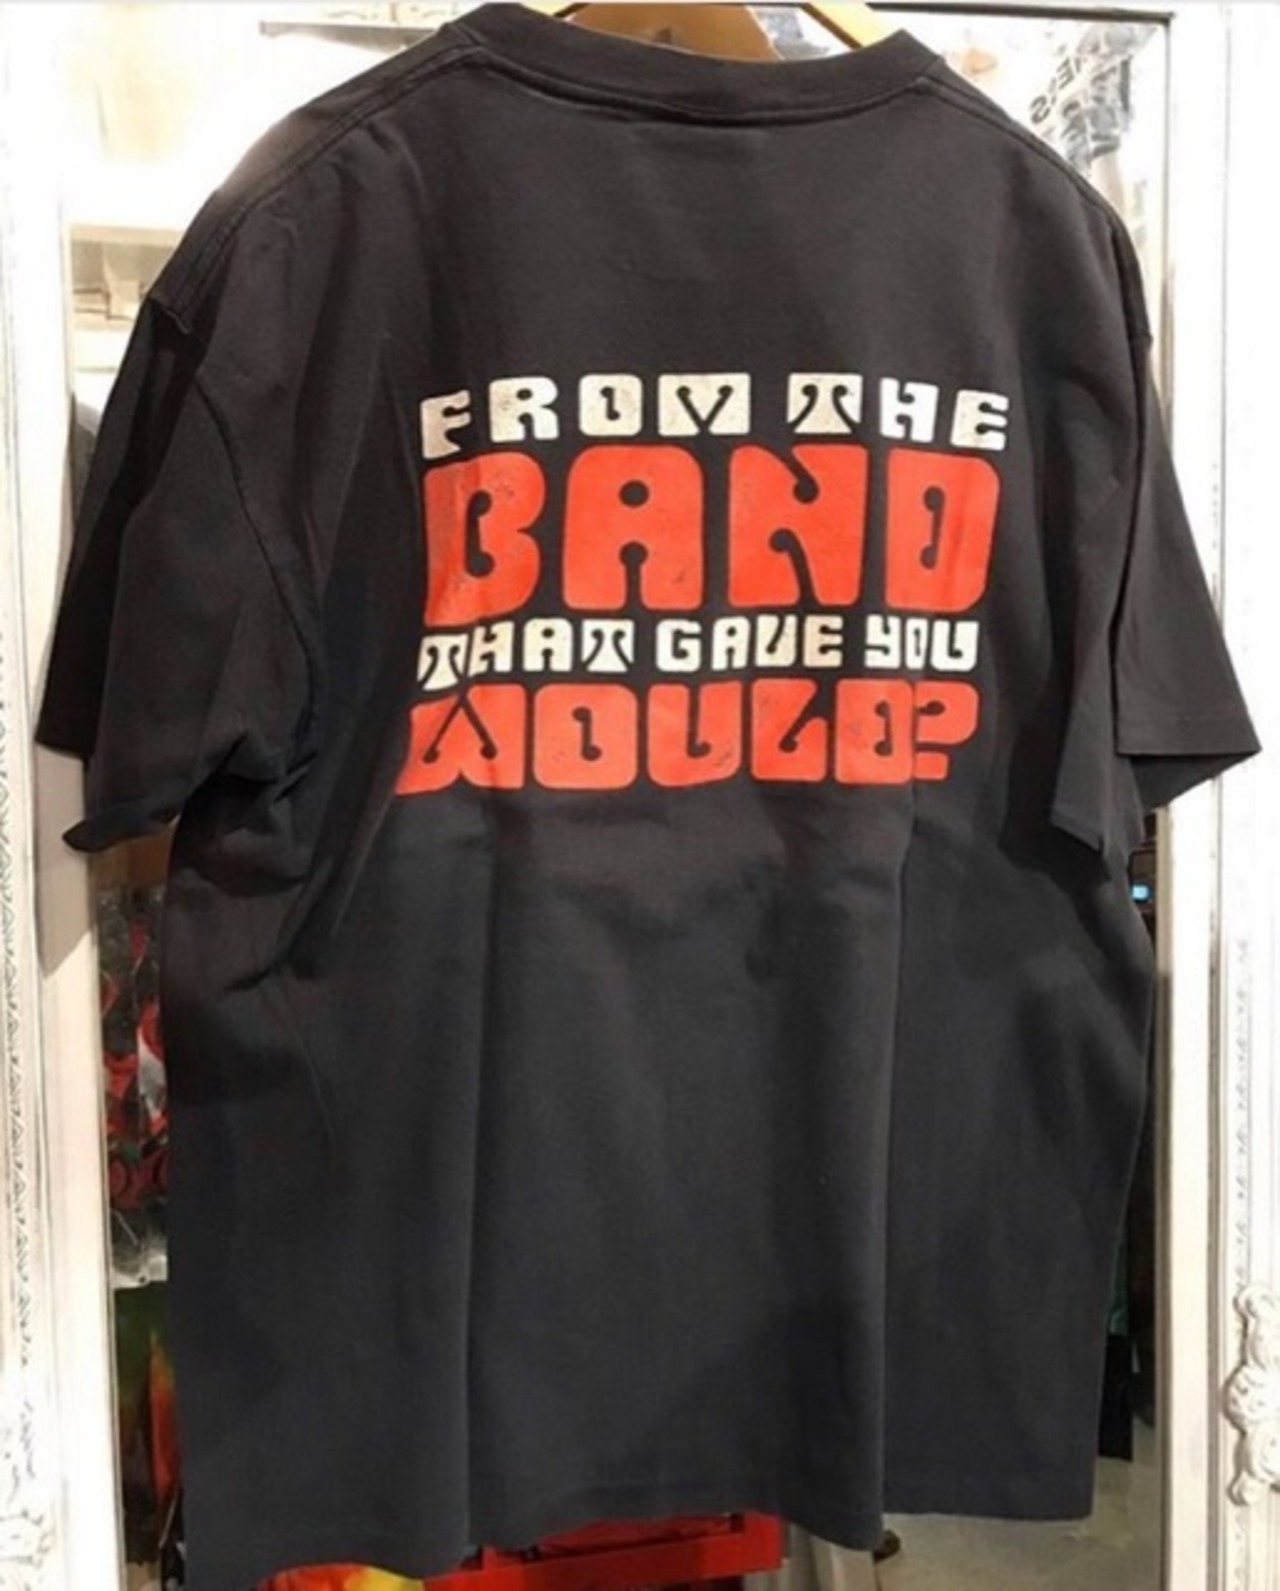 FROM THE
BAND
THAT GAVE YOU
WOULD?